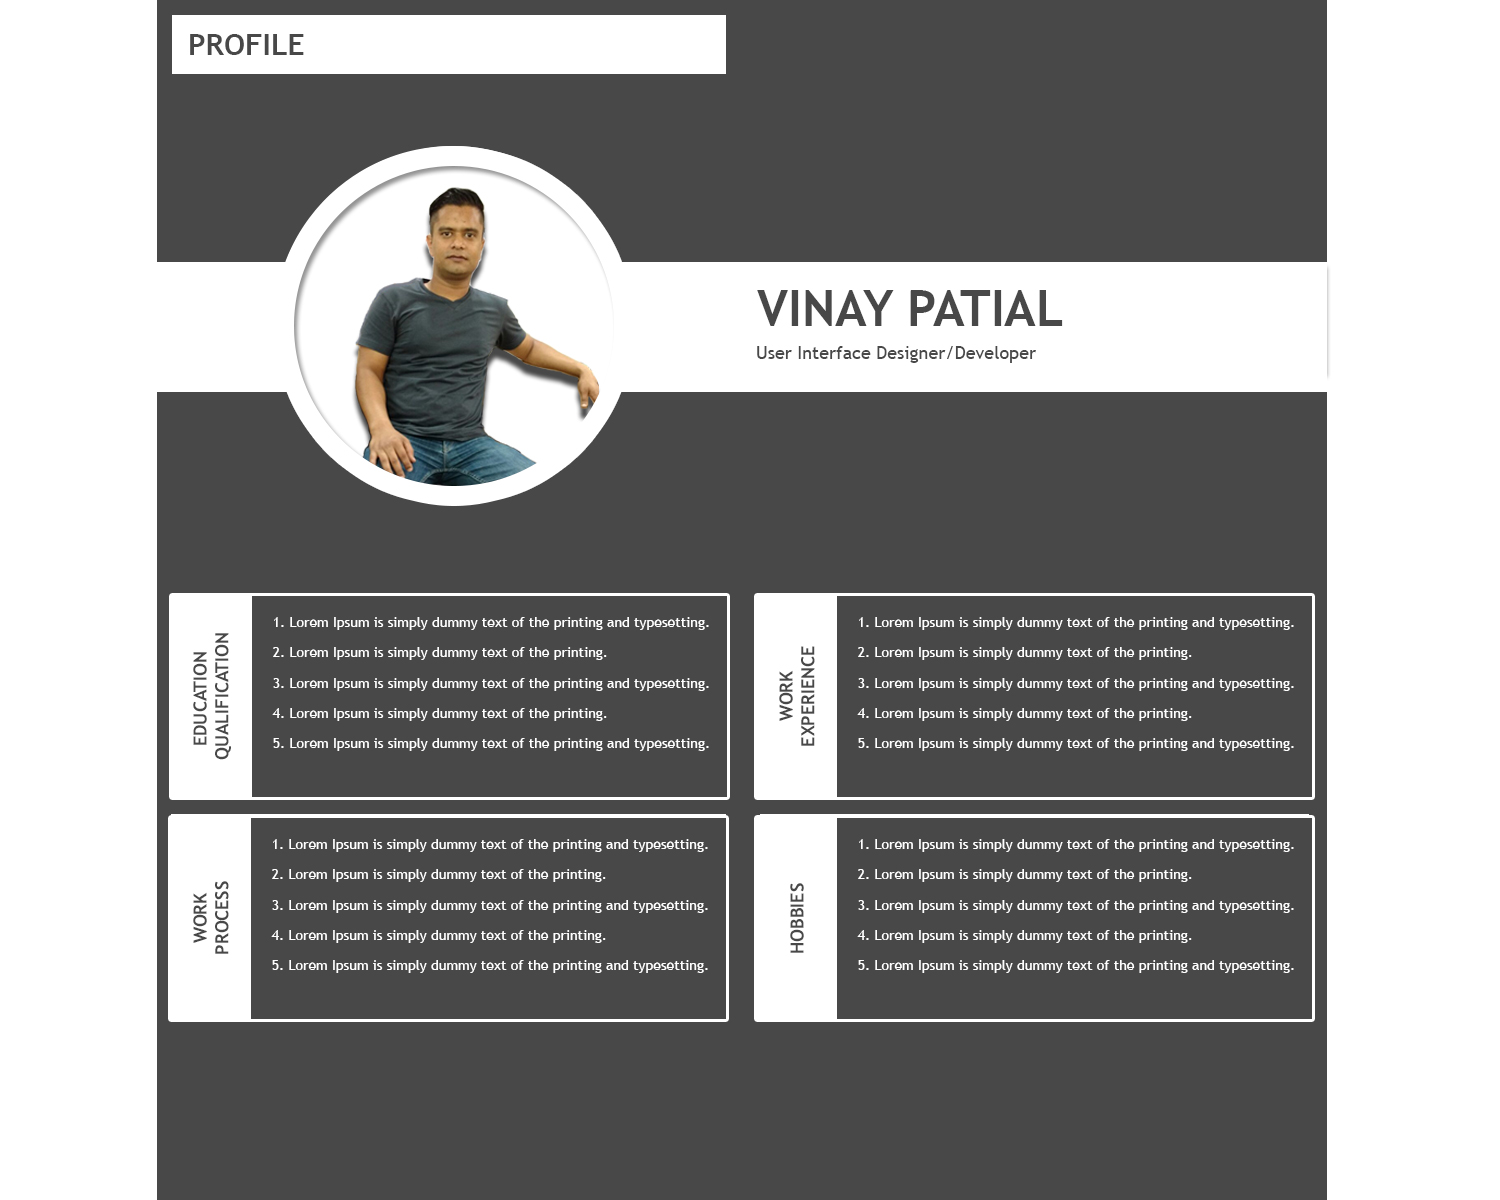 PROFILE
VINAY PATIAL
User Interface Designer/Developer
EDUCATION
QUALIFICATION
1. Lorem Ipsum is simply dummy text of the printing and typesetting.
2. Lorem Ipsum is simply dummy text of the printing.
3. Lorem Ipsum is simply dummy text of the printing and typesetting.
4. Lorem Ipsum is simply dummy text of the printing.
5. Lorem Ipsum is simply dummy text of the printing and typesetting.
WORK
EXPERIENCE
1. Lorem Ipsum is simply dummy text of the printing and typesetting.
2. Lorem Ipsum is simply dummy text of the printing.
3. Lorem Ipsum is simply dummy text of the printing and typesetting.
4. Lorem Ipsum is simply dummy text of the printing.
5. Lorem Ipsum is simply dummy text of the printing and typesetting.
WORK
PROCESS
1. Lorem Ipsum is simply dummy text of the printing and typesetting.
2. Lorem Ipsum is simply dummy text of the printing.
3. Lorem Ipsum is simply dummy text of the printing and typesetting.
4. Lorem Ipsum is simply dummy text of the printing.
5. Lorem Ipsum is simply dummy text of the printing and typesetting.
HOBBIES
1. Lorem Ipsum is simply dummy text of the printing and typesetting.
2. Lorem Ipsum is simply dummy text of the printing.
3. Lorem Ipsum is simply dummy text of the printing and typesetting.
4. Lorem Ipsum is simply dummy text of the printing.
5. Lorem Ipsum is simply dummy text of the printing and typesetting.